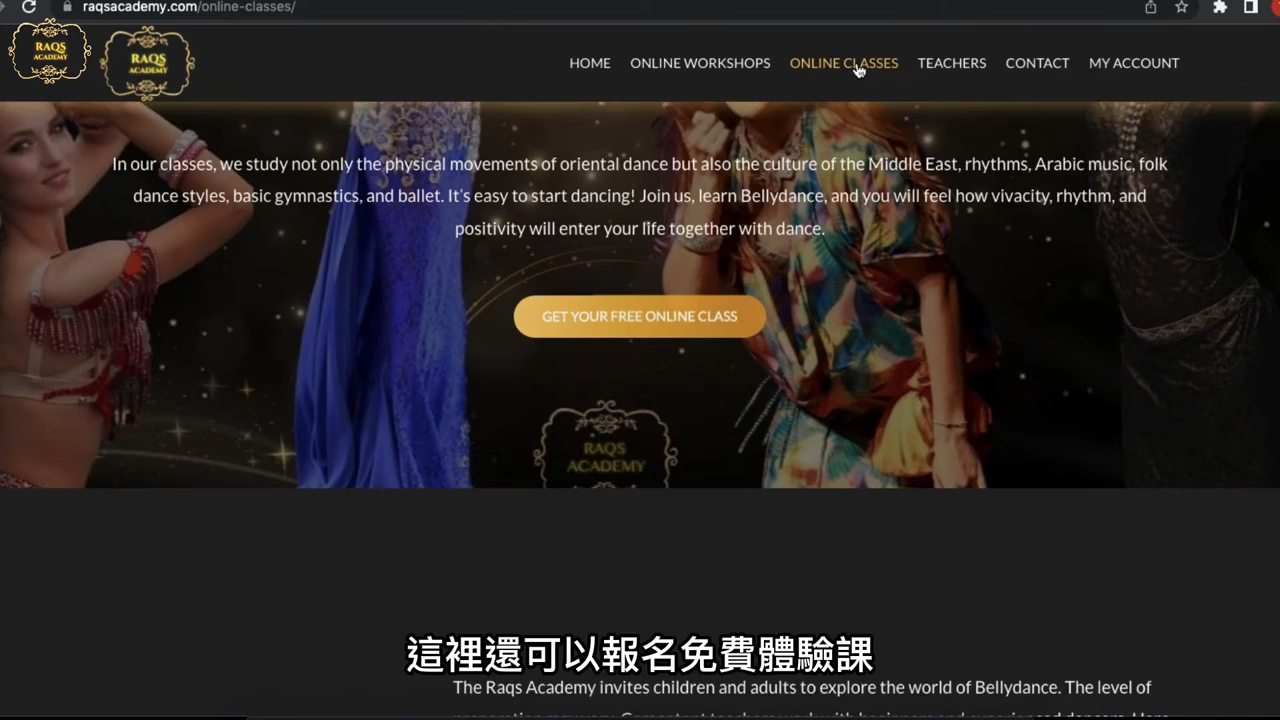 raqsacademy.com/online-classes/
RAQS
ACADEMY
RAQS
ACADEMY
HOME ONLINE WORKSHOPS ONLINE CLASSES TEACHERS CONTACT MY ACCOUNT
In our classes, we study not only the physical movements of oriental dance but also the culture of the Middle East, rhythms, Arabic music, folk
dance styles, basic gymnastics, and ballet. It's easy to start dancing! Join us, learn Bellydance, and you will feel how vivacity, rhythm, and
positivity will enter your life together with dance.
GET YOUR FREE ONLINE CLASS
RAQS
ACADEMY
這裡還可以報名免費體驗課
The Raqs Academy invites children and adults to explore the world of Bellydance. The level of